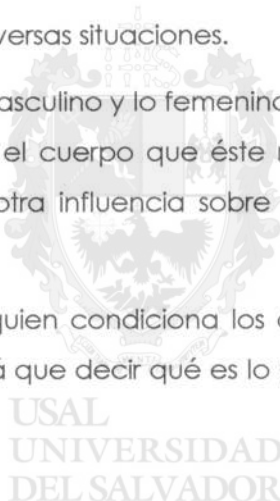 versas situaciones.
asculino y lo femenino
el cuerpo que éste
otra influencia sobre
quien condiciona los
que decir qué es lo
USAL
UNIVERSIDAD
DEL SALVADOR